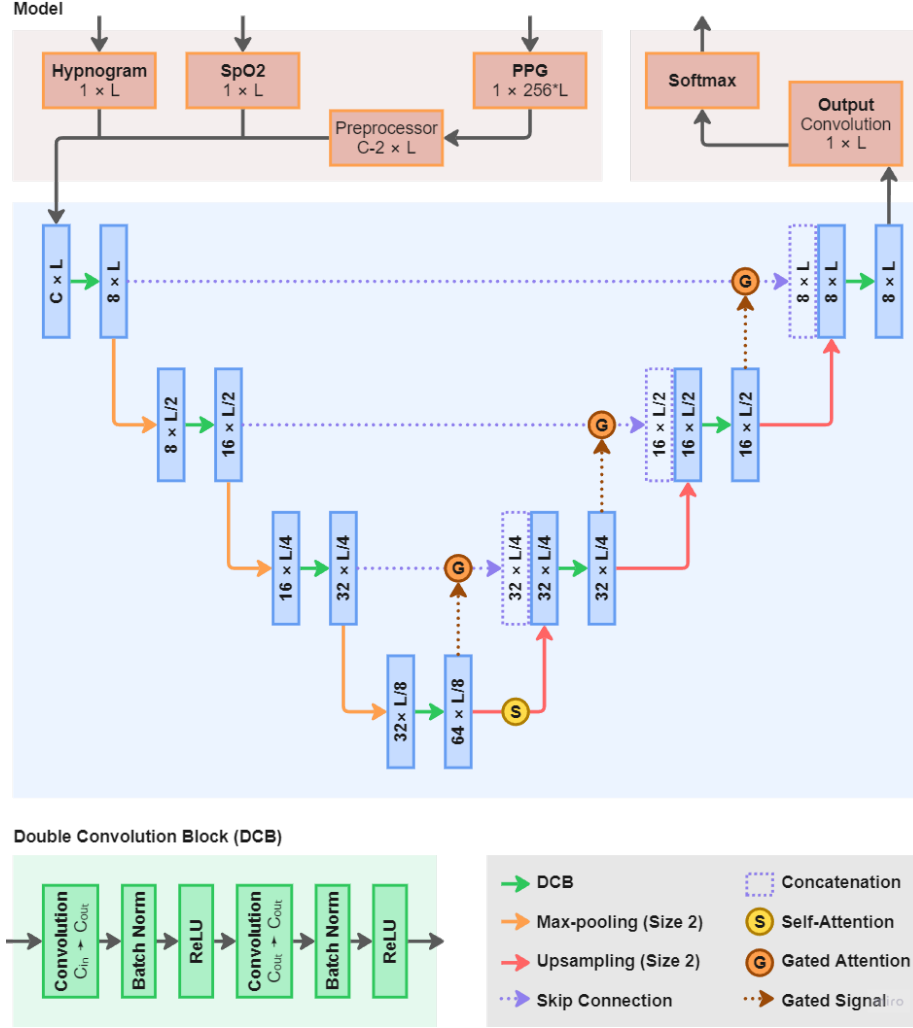 Model
Hypnogram
1 × L
SpO2
1 × L
PPG
1 × 256*L
Preprocessor
C-2 × L
Softmax
Output
Convolution
1 × L
C × L
8 × L
G
8 × L
8 × L
8 × L
8 × L/2
16 × L/2
G
16 × L/2
16 × L/2
16 × L/2
16 × L/4
32 × L/4
G
32 × L/4
32 × L/4
32 × L/4
32× L/8
64 × L/8
S
Double Convolution Block (DCB)
Convolution
Cin → Cout
Batch Norm
ReLU
Convolution
Cout → Cout
Batch Norm
ReLU
DCB
Max-pooling (Size 2)
Upsampling (Size 2)
Skip Connection
Concatenation
S
Self-Attention
G
Gated Attention
Gated Signal